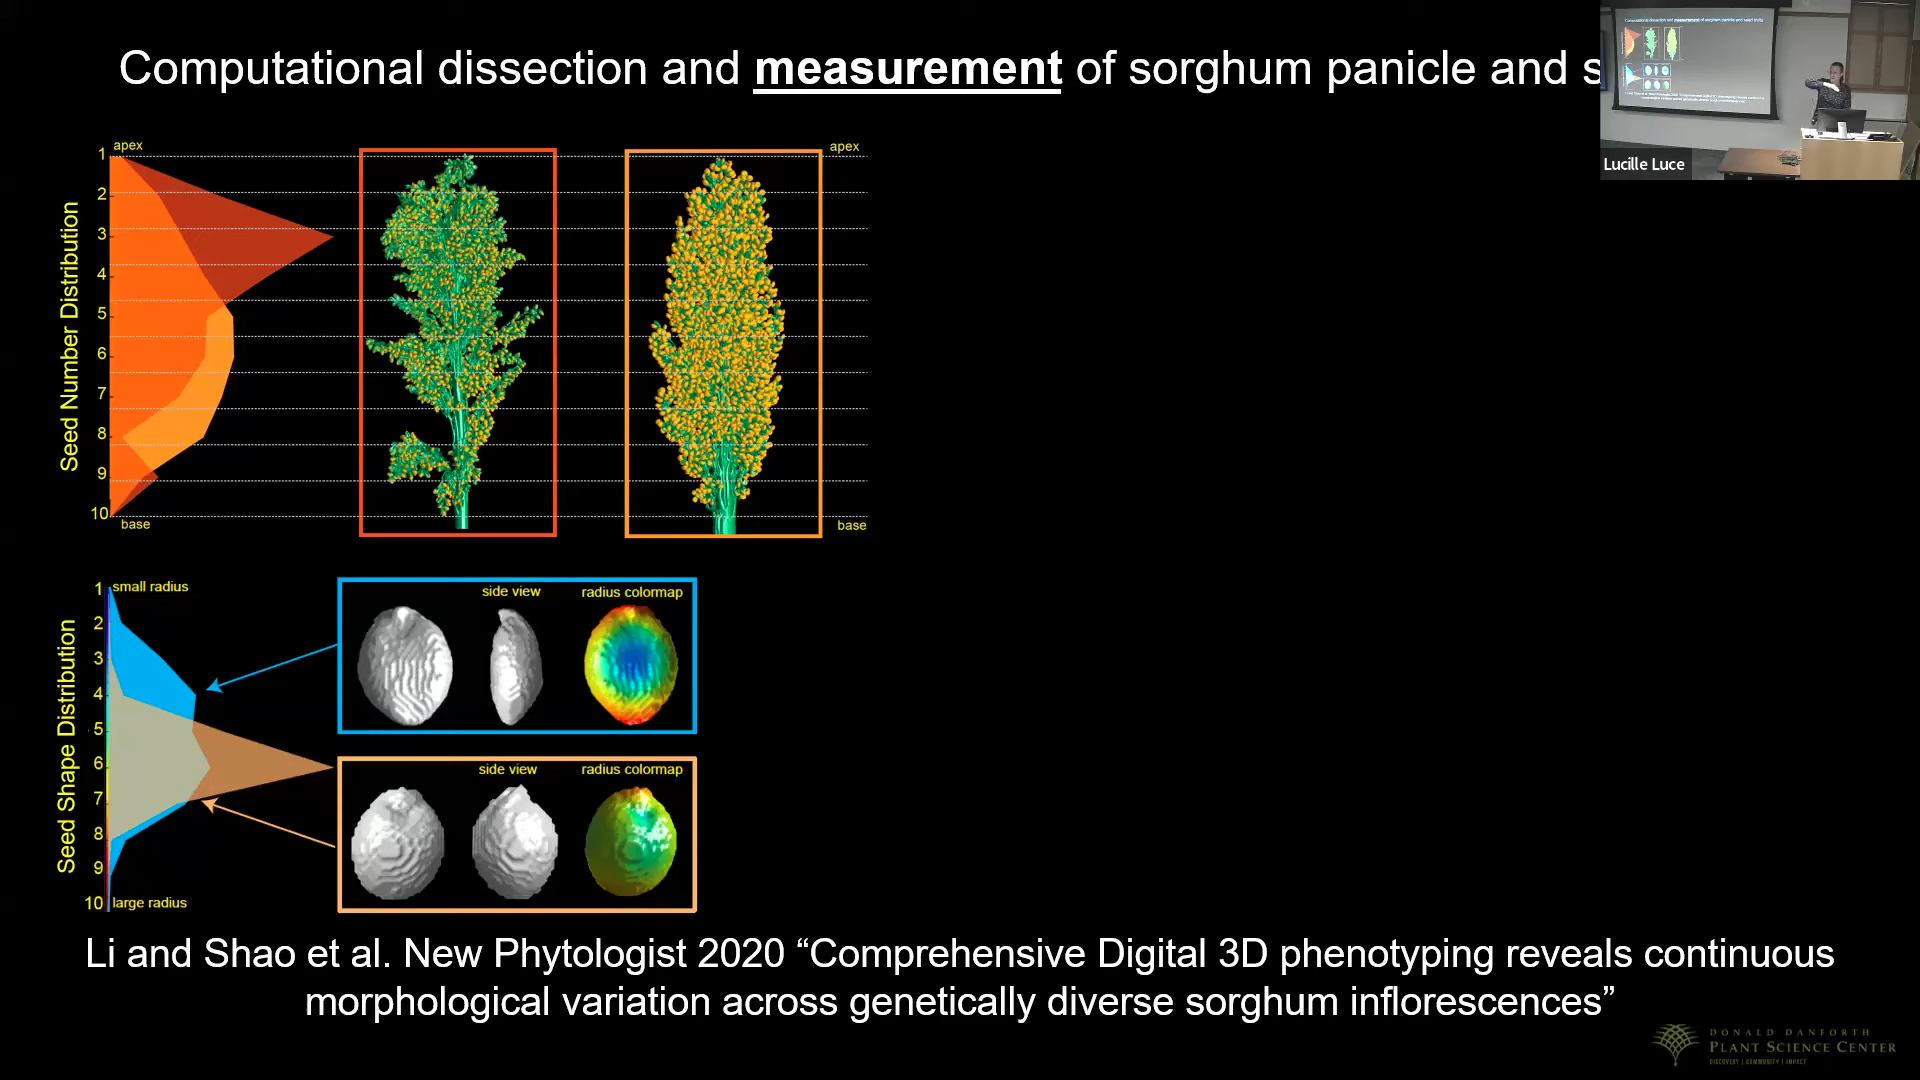 Computational dissection and measurement of sorghum panicle and s
Lucille Luce
Seed Number Distribution
1
2
3
4
5
6
7
8
9
10
apex
base
apex
base
Seed Shape Distribution
1
2
3
4
5
6
7
8
9
10
small radius
large radius
side view
radius colormap
side view
radius colormap
Li and Shao et al. New Phytologist 2020 “Comprehensive Digital 3D phenotyping reveals continuous
morphological variation across genetically diverse sorghum inflorescences”
DONALD DANFORTH
PLANT SCIENCE CENTER
DISCOVERY | COMMUNITY | IMPACT